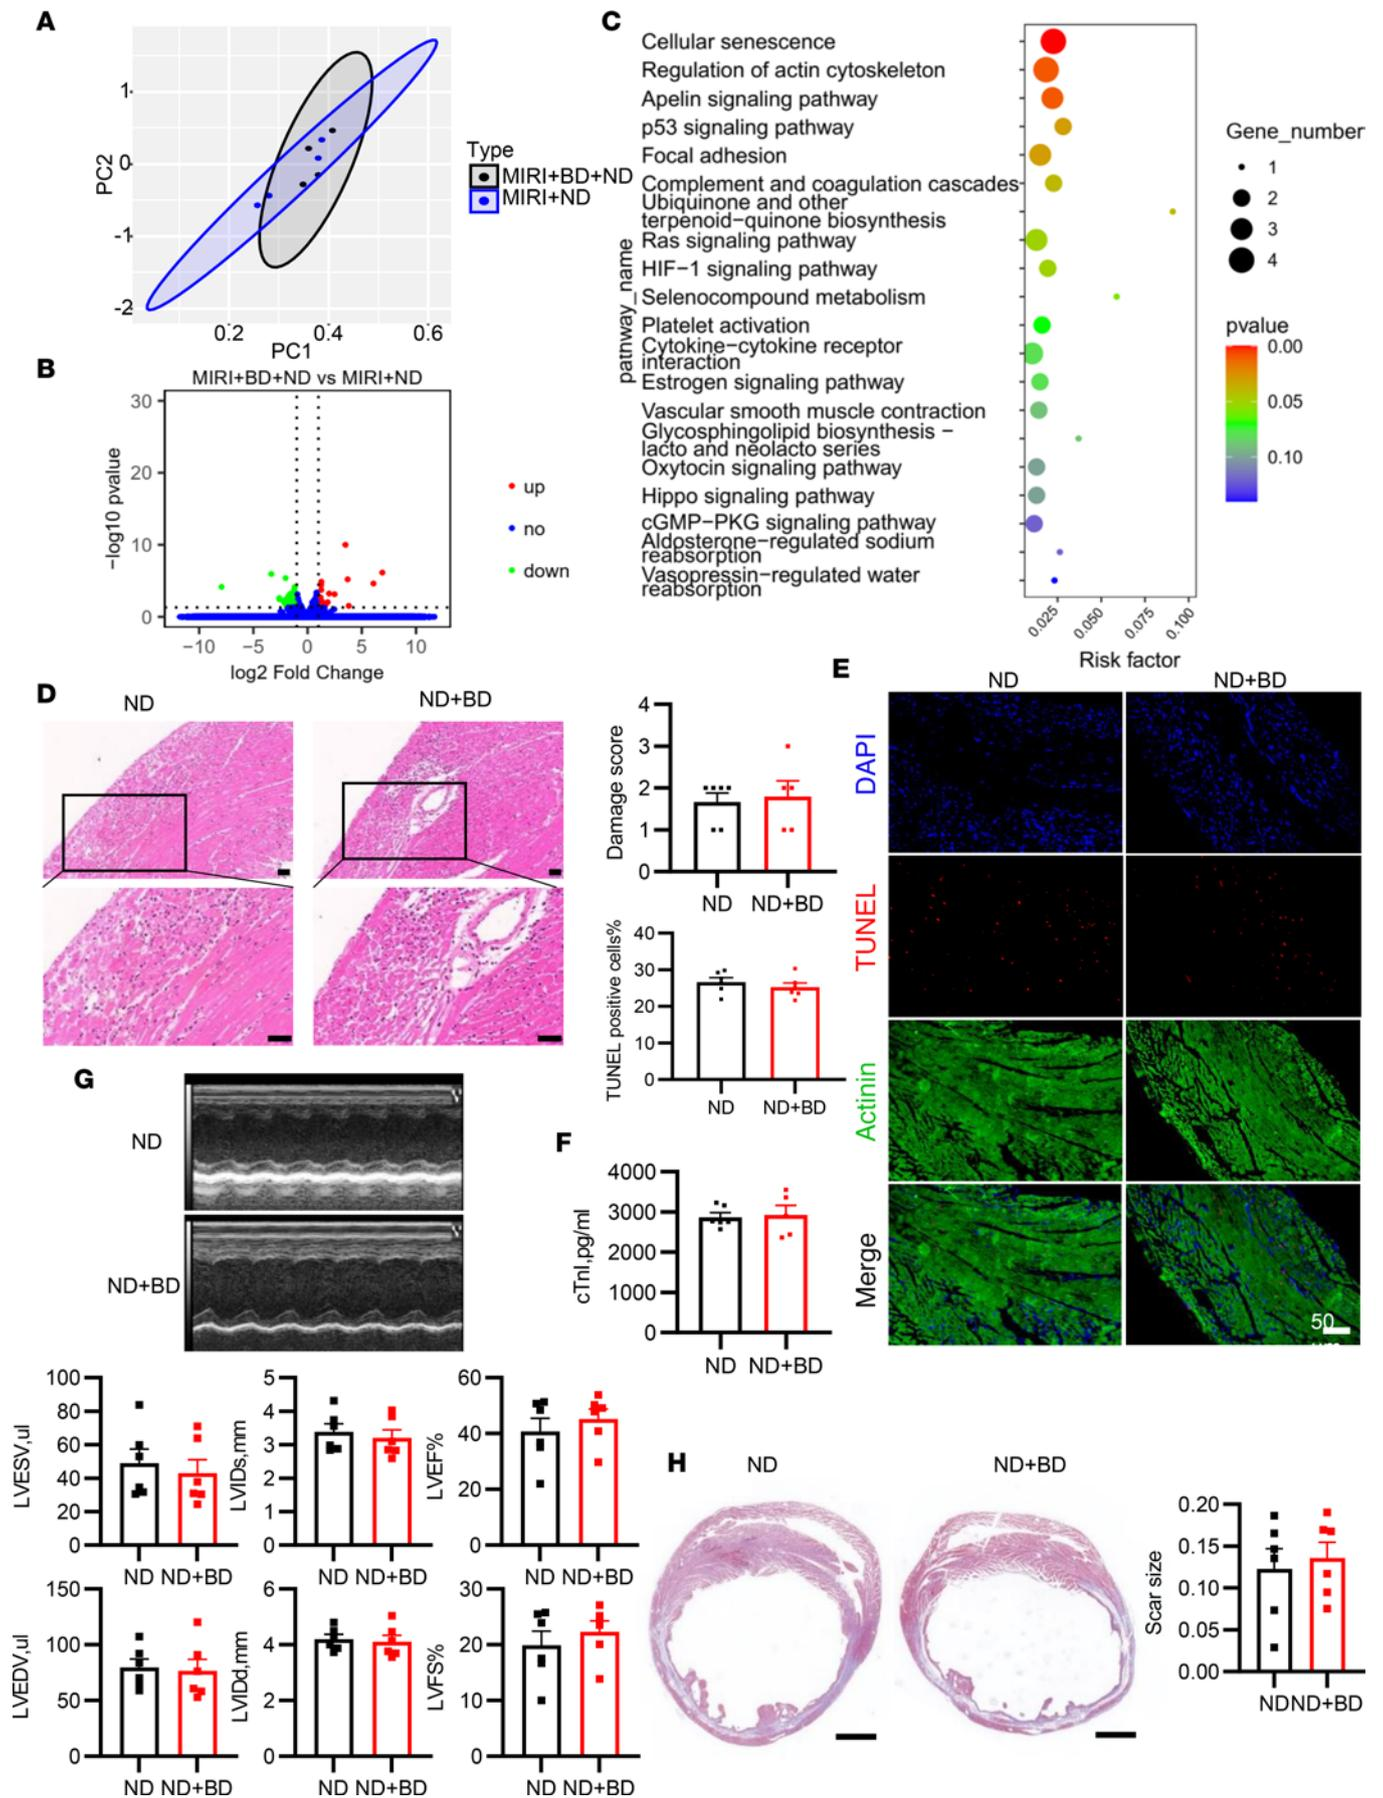 A
1
0
-1
-2
PC2
0.2
0.4
0.6
PC1
Type
MIRI+BD+ND
MIRI+ND
B
MIRI+BD+ND vs MIRI+ND
30
20
10
0
−log10 pvalue
−10
−5
0
5
10
log2 Fold Change
up
no
down
C
pathway_name
Cellular senescence
Regulation of actin cytoskeleton
Apelin signaling pathway
p53 signaling pathway
Focal adhesion
Complement and coagulation cascades
Ubiquinone and other
terpenoid−quinone biosynthesis
Ras signaling pathway
HIF−1 signaling pathway
Selenocompound metabolism
Platelet activation
Cytokine−cytokine receptor
interaction
Estrogen signaling pathway
Vascular smooth muscle contraction
Glycosphingolipid biosynthesis −
lacto and neolacto series
Oxytocin signaling pathway
Hippo signaling pathway
cGMP−PKG signaling pathway
Aldosterone−regulated sodium
reabsorption
Vasopressin−regulated water
reabsorption
0.025
0.050
0.075
0.100
Risk factor
Gene_number
1
2
3
4
pvalue
0.00
0.05
0.10
D
ND
ND+BD
4
3
2
1
0
Damage score
ND
ND+BD
40
30
20
10
0
TUNEL positive cells%
ND
ND+BD
E
ND
ND+BD
DAPI
TUNEL
Actinin
Merge
50
F
4000
3000
2000
1000
0
cTnI,pg/ml
ND
ND+BD
G
ND
ND+BD
100
80
60
40
20
0
LVESV,ul
ND ND+BD
5
4
3
2
1
0
LVIDs,mm
ND ND+BD
60
40
20
0
LVEF%
ND ND+BD
150
100
50
0
LVEDV,ul
ND ND+BD
6
4
2
0
LVIDd,mm
ND ND+BD
30
20
10
0
LVFS%
ND ND+BD
H
ND
ND+BD
0.20
0.15
0.10
0.05
0.00
Scar size
NDND+BD